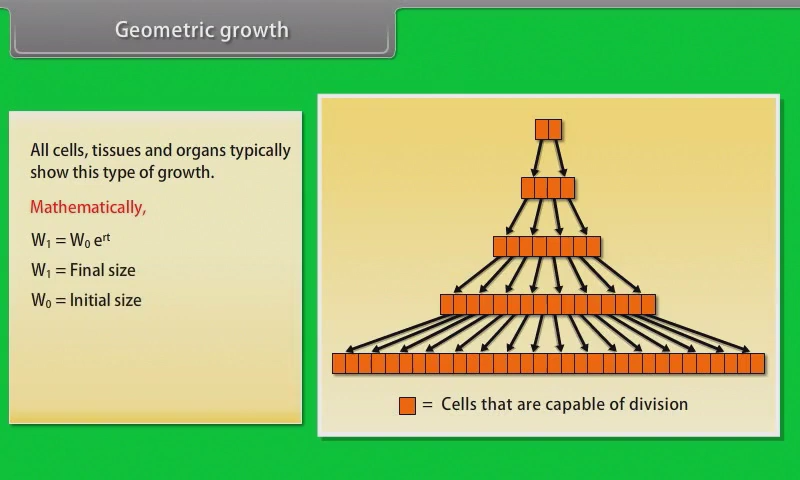 Geometric growth
All cells, tissues and organs typically
show this type of growth.
Mathematically,
W₁ = W₀ eʳᵗ
W₁ = Final size
W₀ = Initial size
= Cells that are capable of division